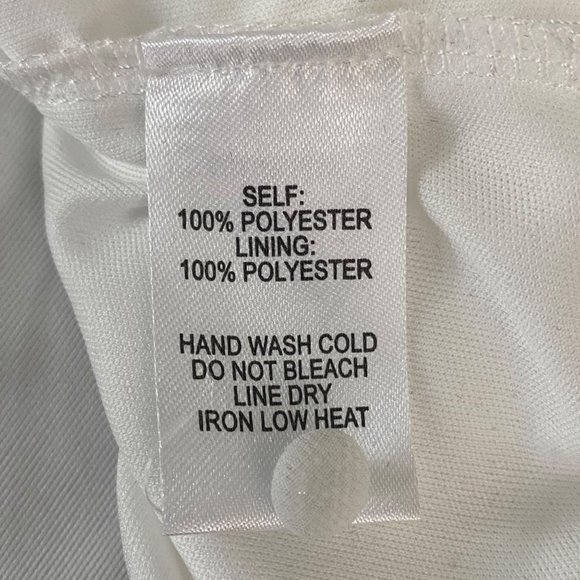 SELF:
100% POLYESTER
LINING:
100% POLYESTER
HAND WASH COLD
DO NOT BLEACH
LINE DRY
IRON LOW HEAT